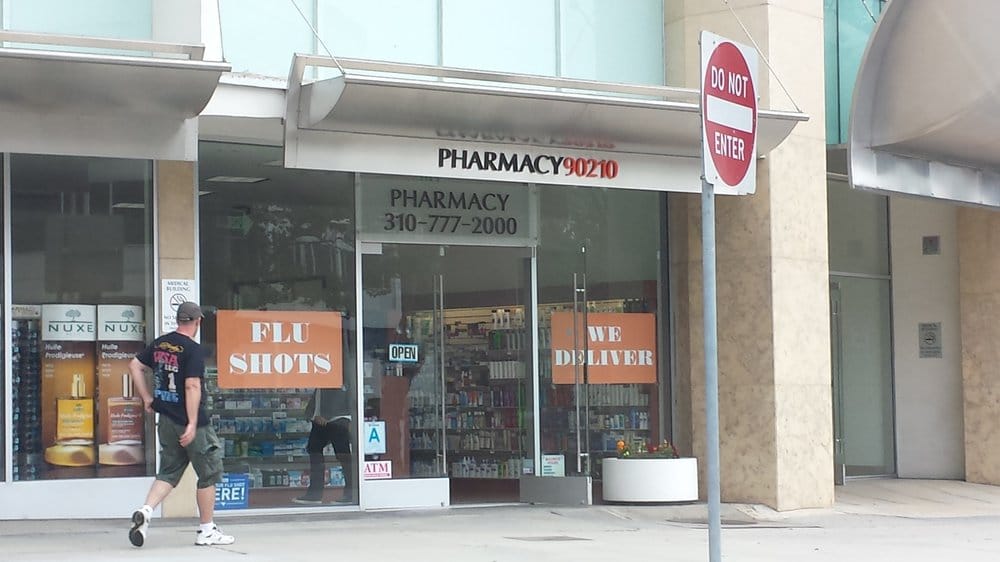 PHARMACY90210
PHARMACY
310-777-2000
DO NOT
ENTER
MEDICAL
BUILDING
NUXE
Huile
Prodigieuse
NUXE
Huile
Prodigieuse
FLU
SHOTS
OPEN
WE
DELIVER
A
ATM
ERE!